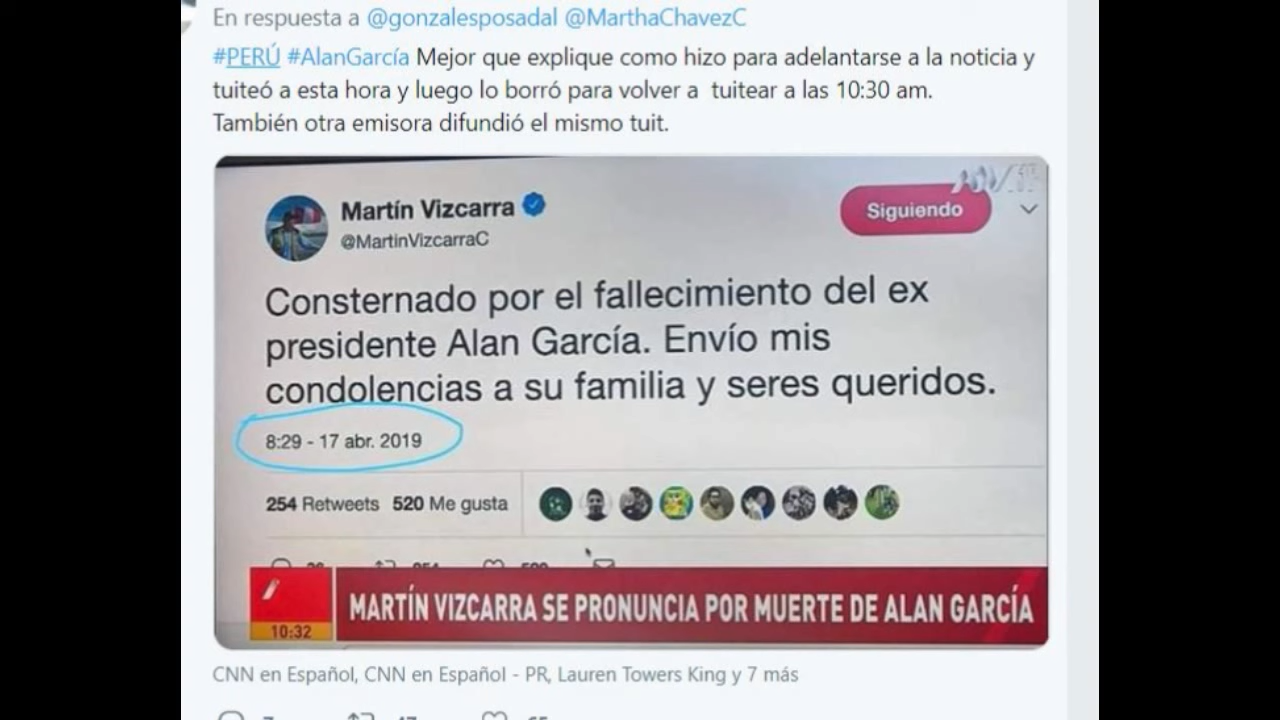 En respuesta a @gonzalesposadal @MarthaChavezC
#PERÚ #AlanGarcía Mejor que explique como hizo para adelantarse a la noticia y
tuiteó a esta hora y luego lo borró para volver a tuitear a las 10:30 am.
También otra emisora difundió el mismo tuit.
Martín Vizcarra
Siguiendo
@MartinVizcarraC
Consternado por el fallecimiento del ex
presidente Alan García. Envío mis
condolencias a su familia y seres queridos.
8:29 - 17 abr. 2019
254 Retweets 520 Me gusta
MARTÍN VIZCARRA SE PRONUNCIA POR MUERTE DE ALAN GARCÍA
10:32
CNN en Español, CNN en Español - PR, Lauren Towers King y 7 más